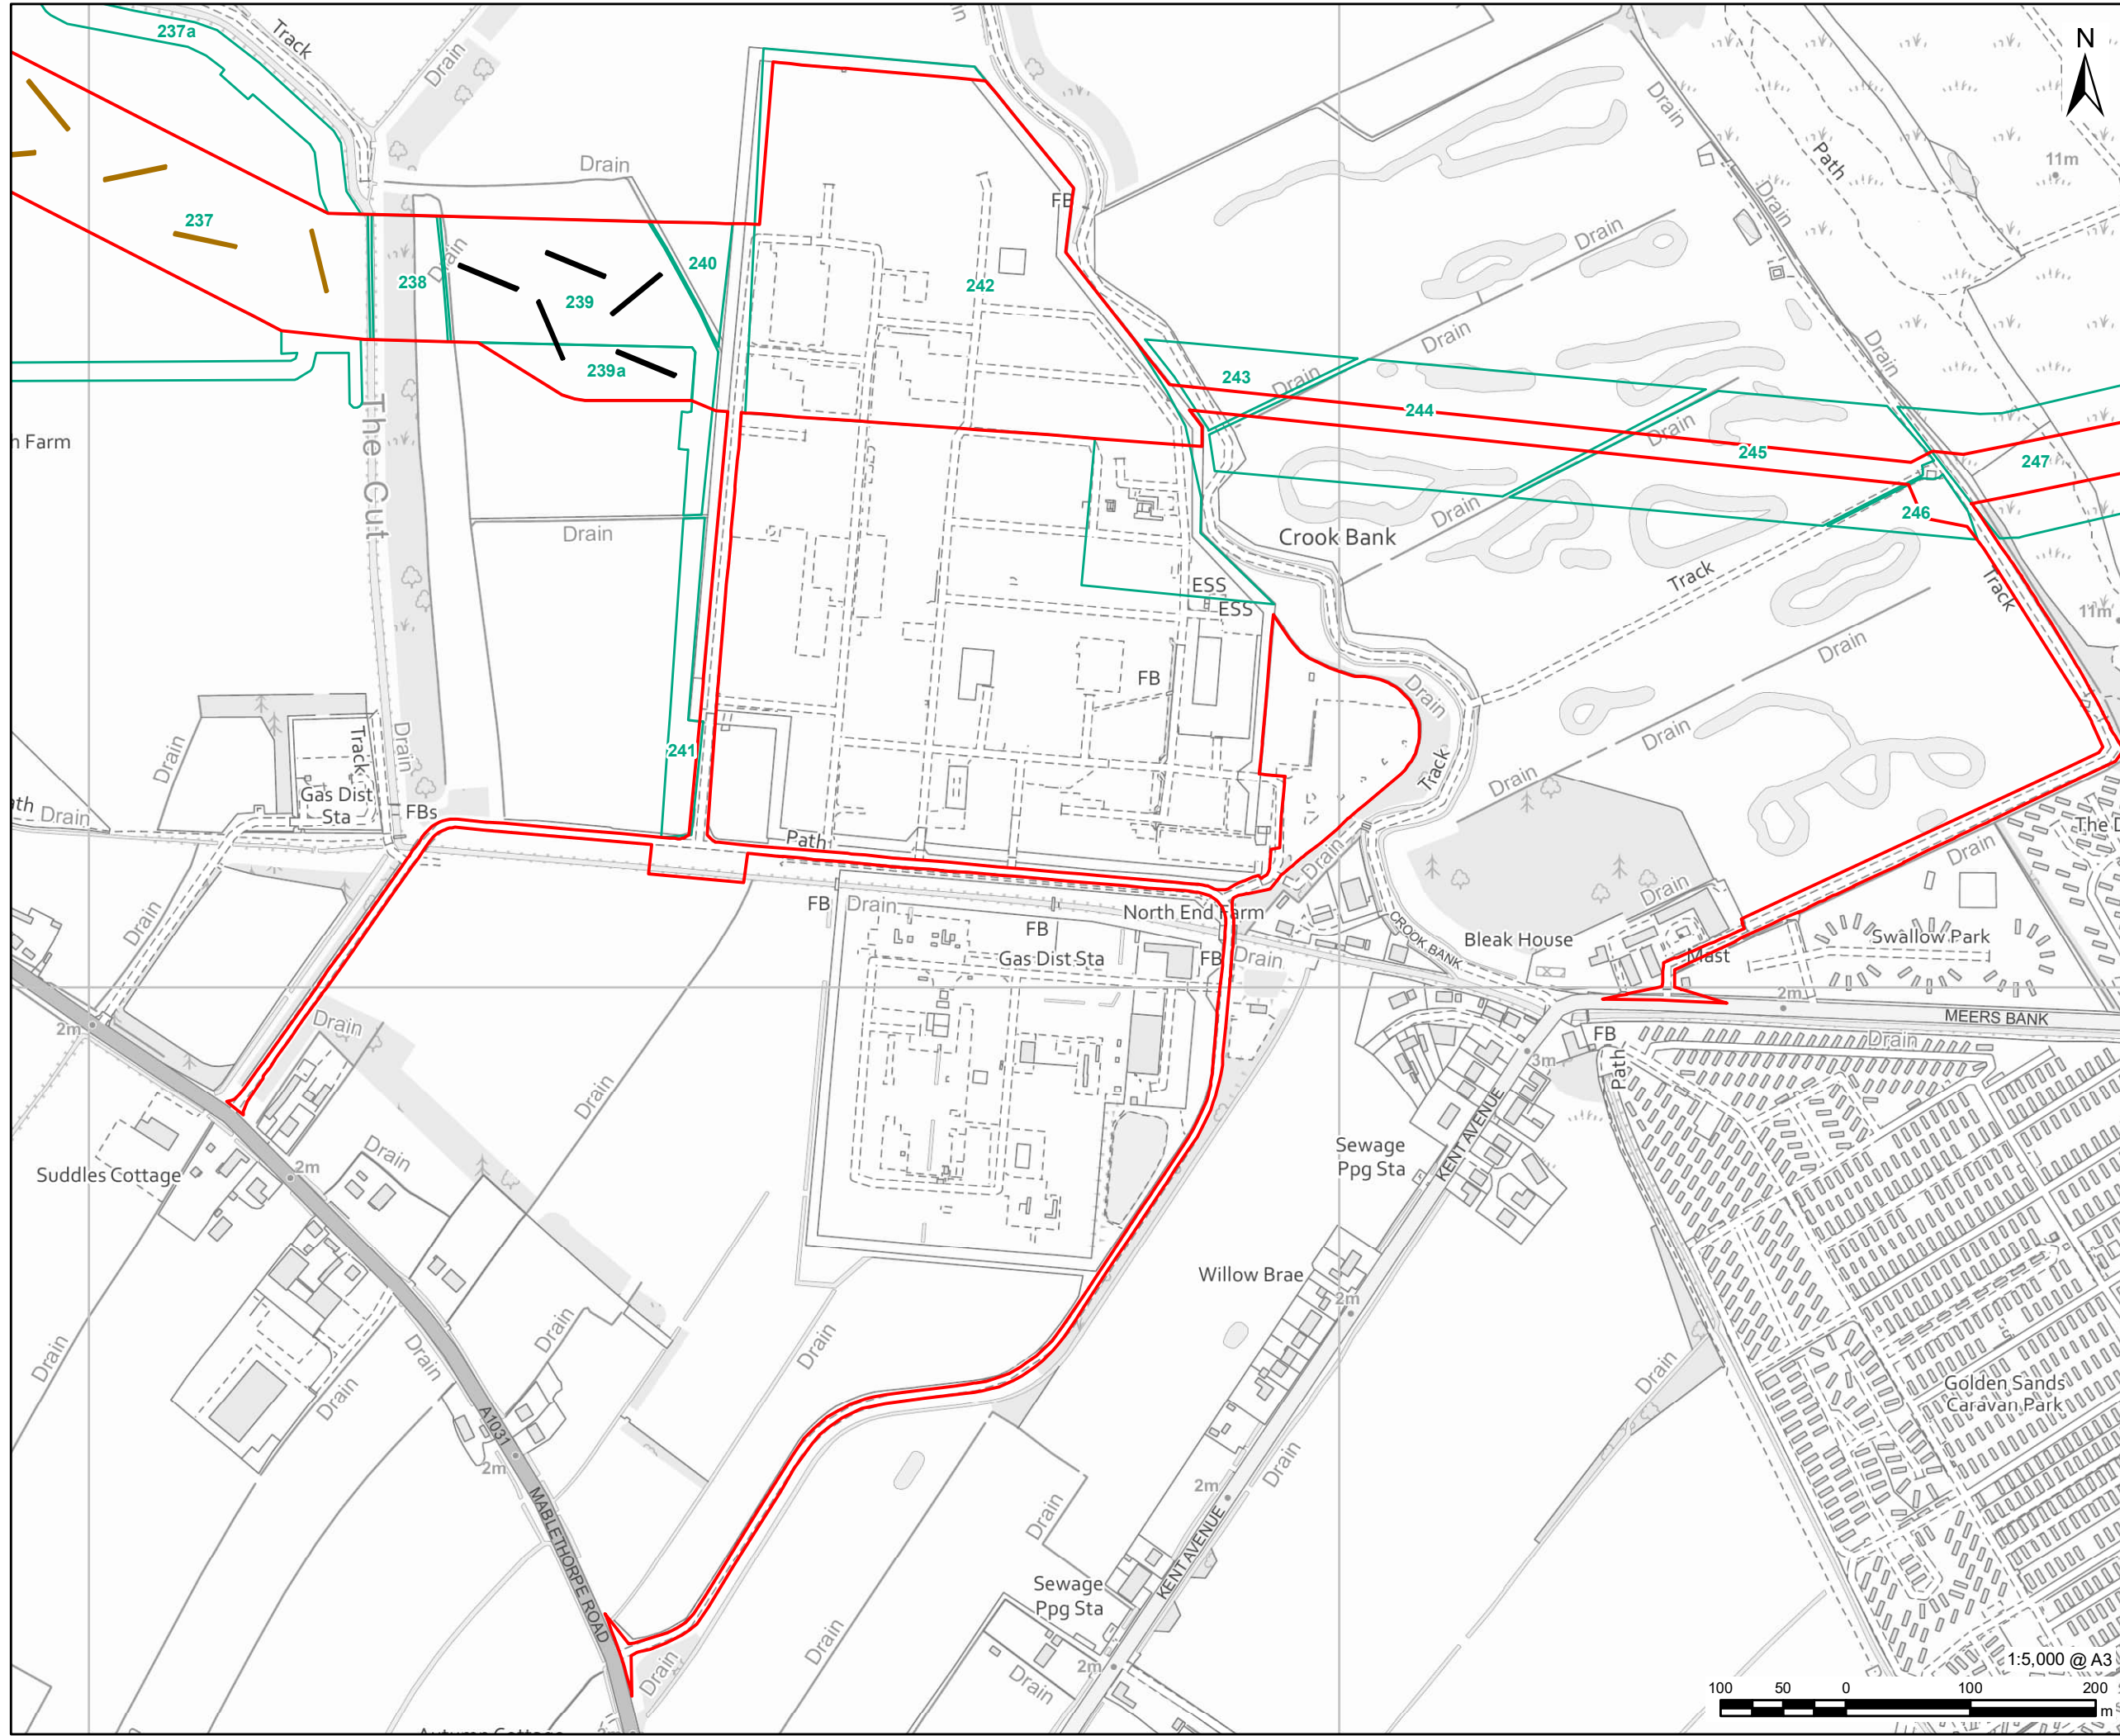 237a
Track
Drain
N
Drain
Path
11m
Drain
Drain
FB
237
238
Drain
239
240
242
Drain
Drain
Drain
239a
243
Drain
244
Drain
245
247
246
The Cut
Drain
Drain
Crook Bank
Track
Track
11m
ESS
ESS
FB
Drain
Drain
Drain
Track
Drain
241
Drain
Track
Drain
Gas Dist
Sta
FBs
Drain
Path
Drain
Drain
Drain
FB
Drain
North End Farm
FB
Gas Dist Sta
FB
Drain
CROOK BANK
Bleak House
Drain
Mast
Swallow Park
2m
MEERS BANK
Drain
FB
Path
3m
2m
Drain
Drain
KENT AVENUE
Sewage
Ppg Sta
Suddles Cottage
2m
Drain
Willow Brae
2m
Drain
Drain
Drain
Drain
Drain
Drain
Golden Sands
Caravan Park
A1031
2m
MABLETHORPE ROAD
Drain
2m
Drain
KENT AVENUE
Sewage
Ppg Sta
Drain
Drain
Drain
2m
1:5,000 @ A3
100 50 0 100 200
m